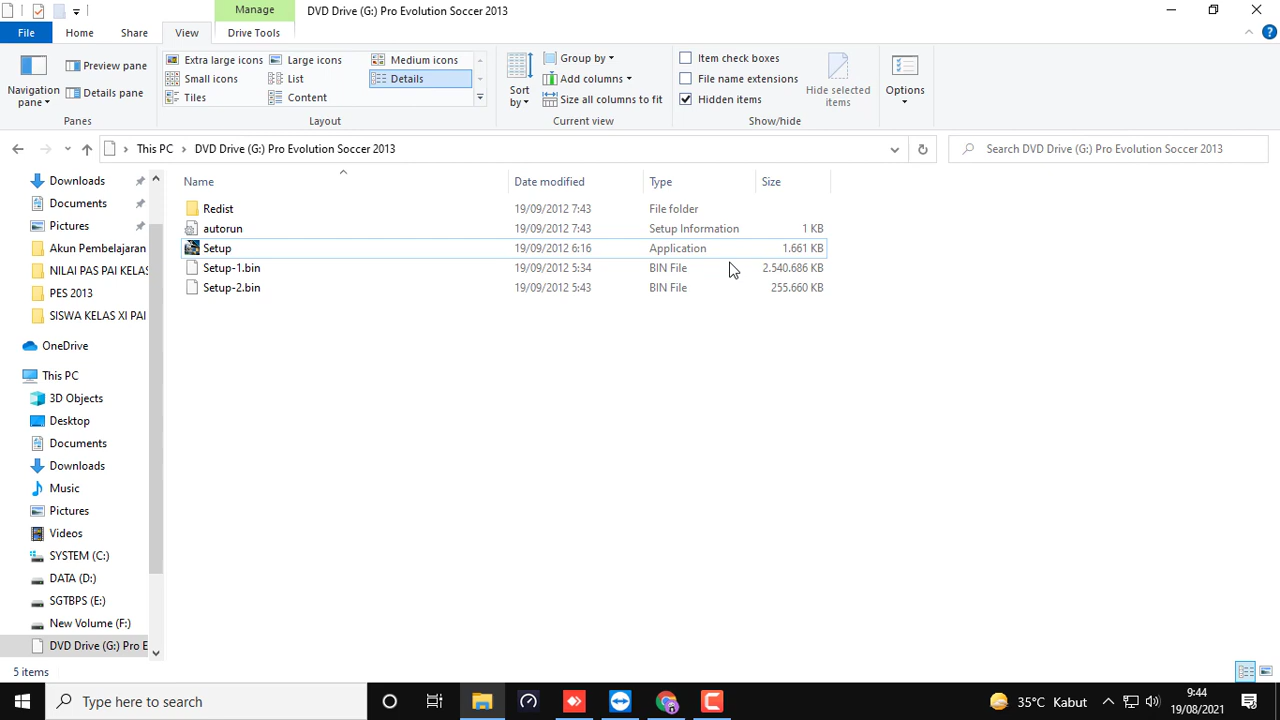 Manage
DVD Drive (G:) Pro Evolution Soccer 2013
File
Home
Share
View
Drive Tools
Navigation pane
Preview pane
Details pane
Panes
Extra large icons
Large icons
Medium icons
Small icons
List
Details
Tiles
Content
Layout
Sort by
Group by
Add columns
Size all columns to fit
Current view
Item check boxes
File name extensions
Hidden items
Hide selected items
Show/hide
Options
This PC
DVD Drive (G:) Pro Evolution Soccer 2013
Search DVD Drive (G:) Pro Evolution Soccer 2013
Downloads
Documents
Pictures
Akun Pembelajaran
NILAI PAS PAI KELAS
PES 2013
SISWA KELAS XI PAI
OneDrive
This PC
3D Objects
Desktop
Documents
Downloads
Music
Pictures
Videos
SYSTEM (C:)
DATA (D:)
SGTBPS (E:)
New Volume (F:)
DVD Drive (G:) Pro E
Name Date modified Type Size
Redist 19/09/2012 7:43 File folder
autorun 19/09/2012 7:43 Setup Information 1 KB
Setup 19/09/2012 6:16 Application 1.661 KB
Setup-1.bin 19/09/2012 5:34 BIN File 2.540.686 KB
Setup-2.bin 19/09/2012 5:43 BIN File 255.660 KB
5 items
Type here to search
35°C Kabut
9:44
19/08/2021